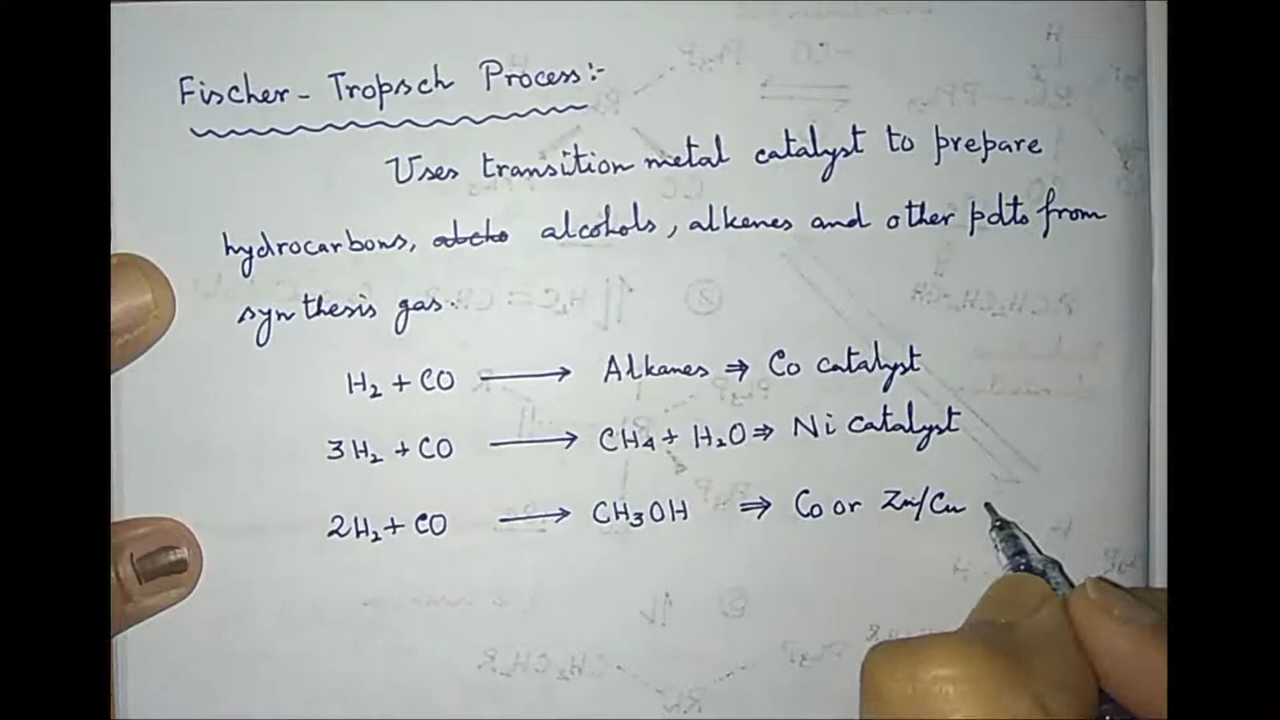 Fischer - Tropsch Process:-
Uses transition metal catalyst to prepare
hydrocarbons, alcohols, alkenes and other pdts from
synthesis gas.
H₂ + CO ⟶ Alkanes ⇒ Co catalyst
3H₂ + CO ⟶ CH₄ + H₂O ⇒ Ni catalyst
2H₂ + CO ⟶ CH₃OH ⇒ Co or Zn/Cu